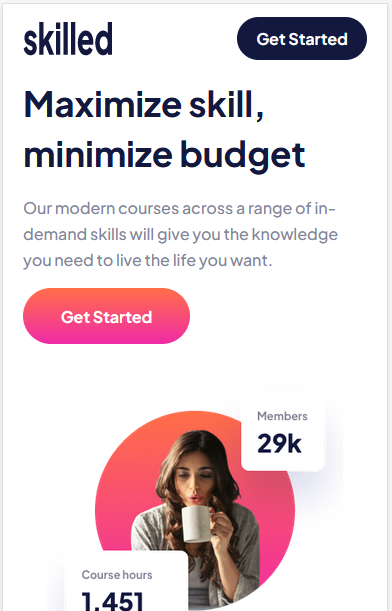 skilled
Get Started
Maximize skill,
minimize budget
Our modern courses across a range of in-
demand skills will give you the knowledge
you need to live the life you want.
Get Started
Members
29k
Course hours
1,451